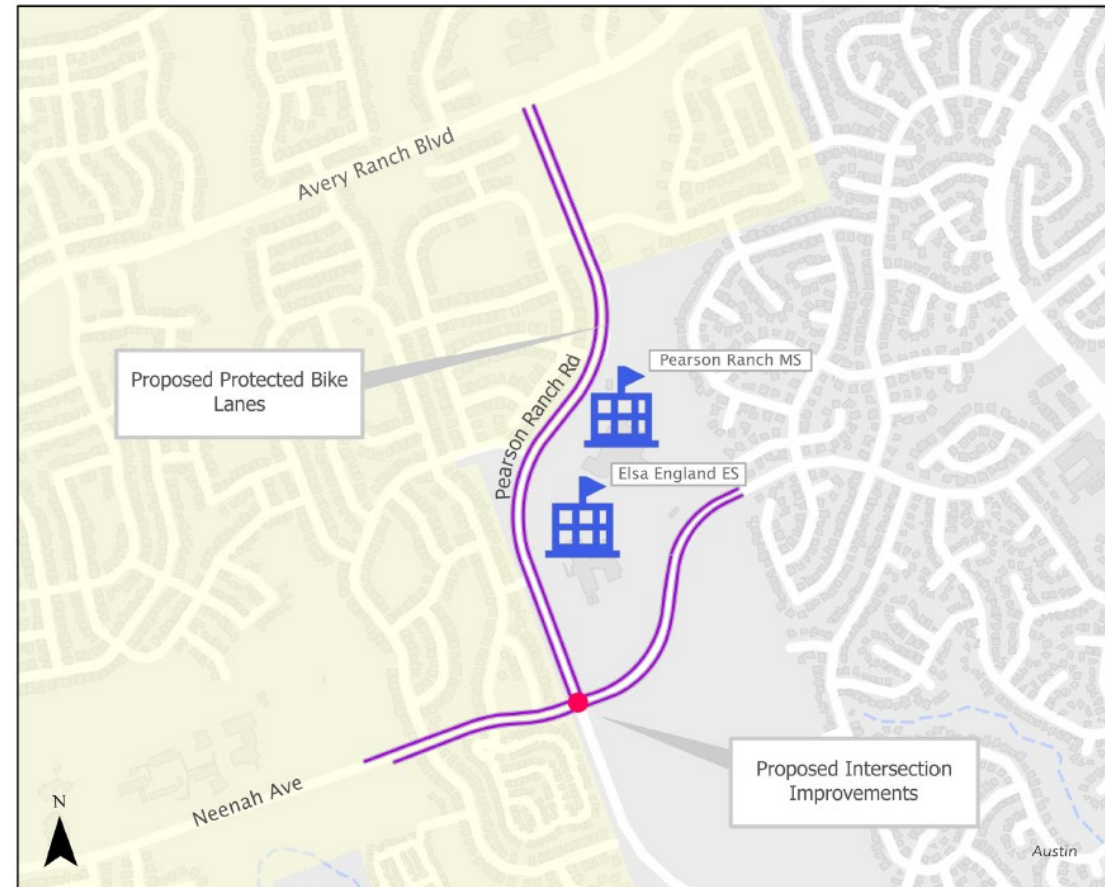 Avery Ranch Blvd
Proposed Protected Bike
Lanes
Pearson Ranch Rd
Pearson Ranch MS
Elsa England ES
Proposed Intersection
Improvements
Neenah Ave
N
Austin